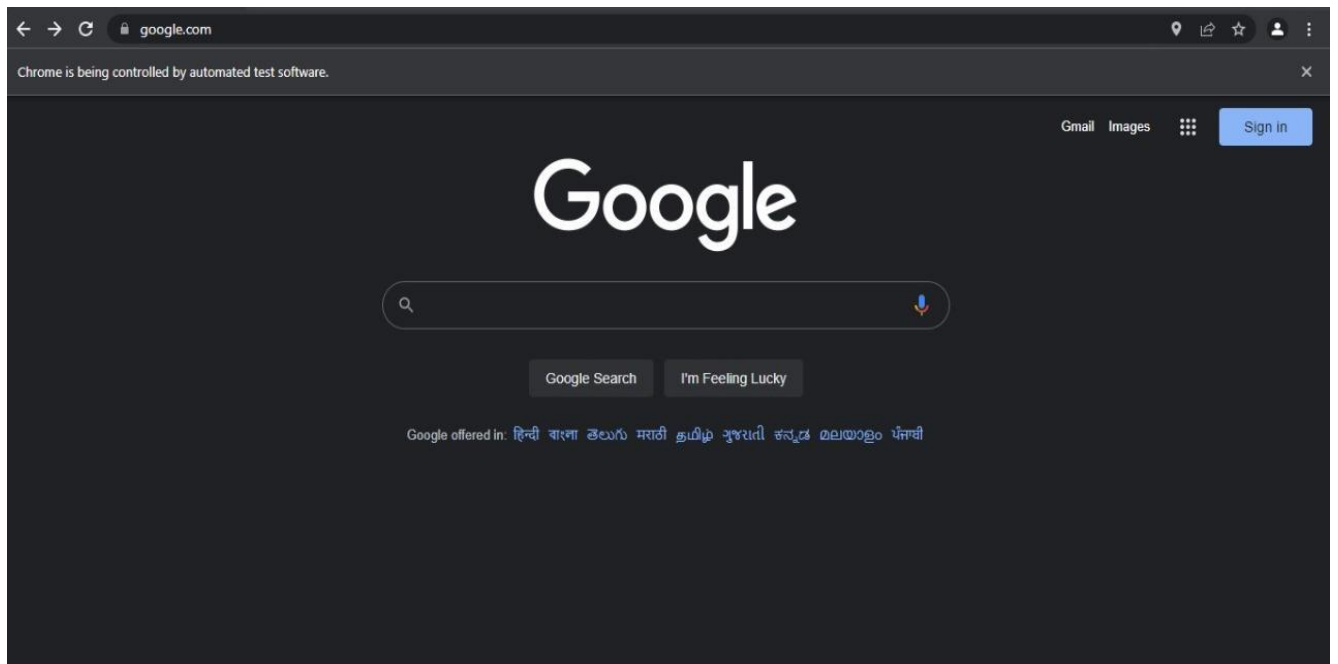 google.com
Chrome is being controlled by automated test software.
Gmail Images Sign in
Google
Google Search I'm Feeling Lucky
Google offered in: हिन्दी বাংলা తెలుగు मराठी தமிழ் ગુજરાતી ಕನ್ನಡ മലയാളം ਪੰਜਾਬੀ